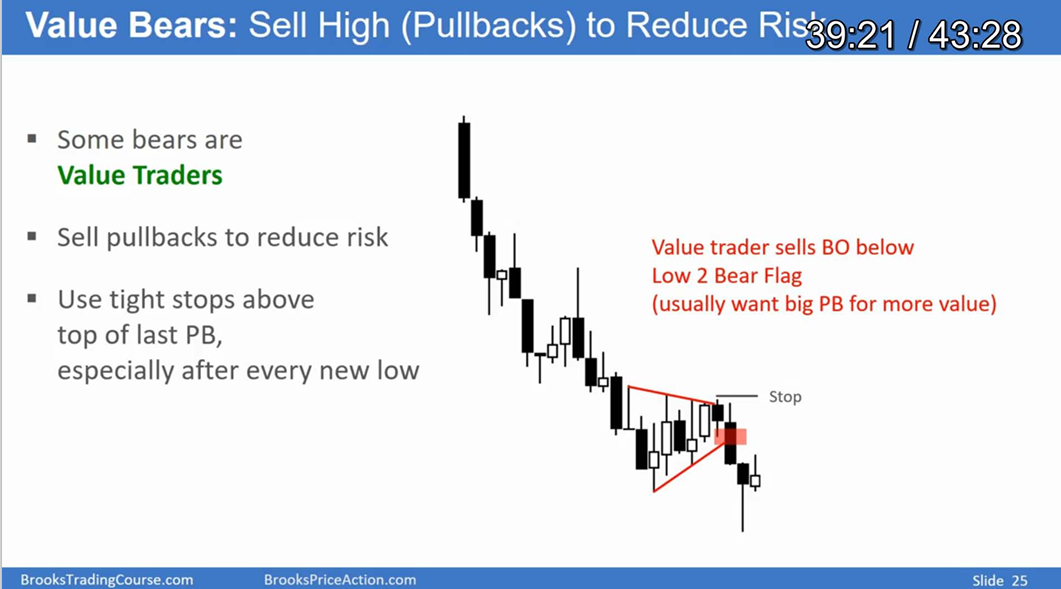 Value Bears: Sell High (Pullbacks) to Reduce Risk
39:21 / 43:28
▪ Some bears are
Value Traders
▪ Sell pullbacks to reduce risk
▪ Use tight stops above
top of last PB,
especially after every new low
Value trader sells BO below
Low 2 Bear Flag
(usually want big PB for more value)
Stop
BrooksTradingCourse.com
BrooksPriceAction.com
Slide 25